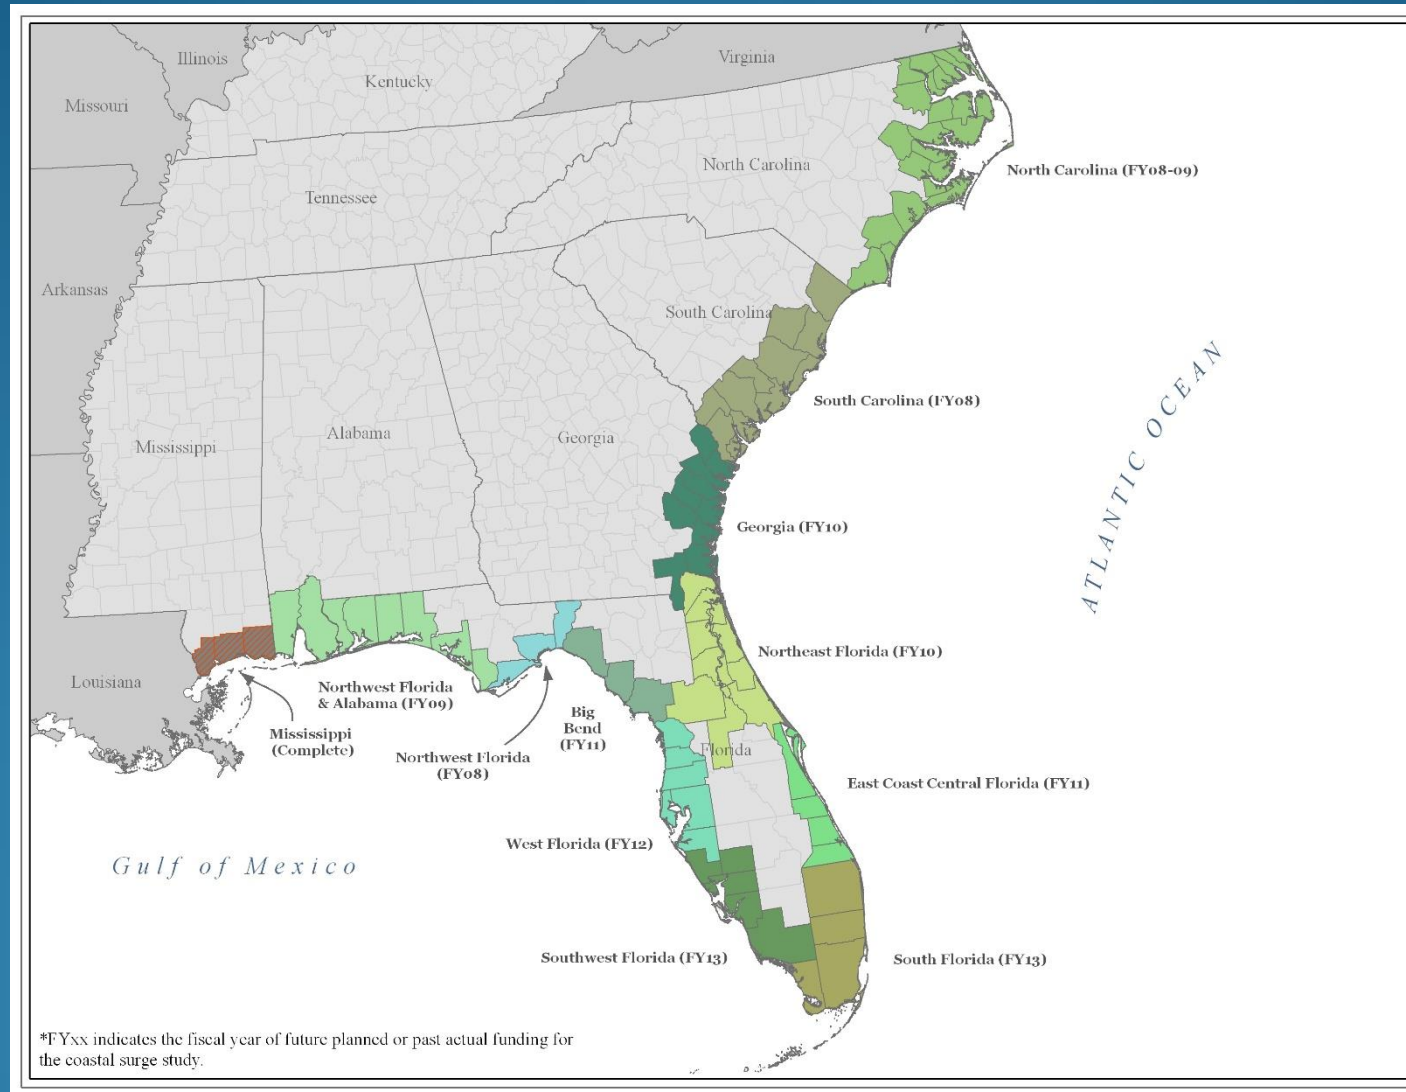 Illinois
Virginia
Kentucky
Missouri
North Carolina
North Carolina (FY08-09)
Tennessee
Arkansas
South Carolina
South Carolina (FY08)
ATLANTIC OCEAN
Mississippi
Alabama
Georgia
Georgia (FY10)
Northeast Florida (FY10)
Louisiana
Northwest Florida
& Alabama (FY09)
Mississippi
(Complete)
Northwest Florida
(FY08)
Big
Bend
(FY11)
Florida
East Coast Central Florida (FY11)
West Florida (FY12)
Gulf of Mexico
Southwest Florida (FY13)
South Florida (FY13)
*FYxx indicates the fiscal year of future planned or past actual funding for
the coastal surge study.